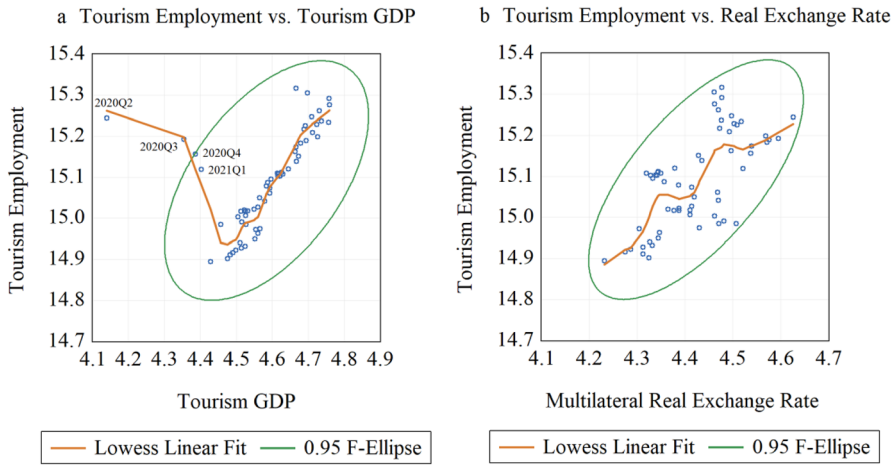 a Tourism Employment vs. Tourism GDP
15.4
15.3
15.2
15.1
15.0
14.9
14.8
14.7
Tourism Employment
2020Q2
2020Q3
2020Q4
2021Q1
4.1 4.2 4.3 4.4 4.5 4.6 4.7 4.8 4.9
Tourism GDP
Lowess Linear Fit 0.95 F-Ellipse
b Tourism Employment vs. Real Exchange Rate
15.4
15.3
15.2
15.1
15.0
14.9
14.8
14.7
Tourism Employment
4.1 4.2 4.3 4.4 4.5 4.6 4.7
Multilateral Real Exchange Rate
Lowess Linear Fit 0.95 F-Ellipse